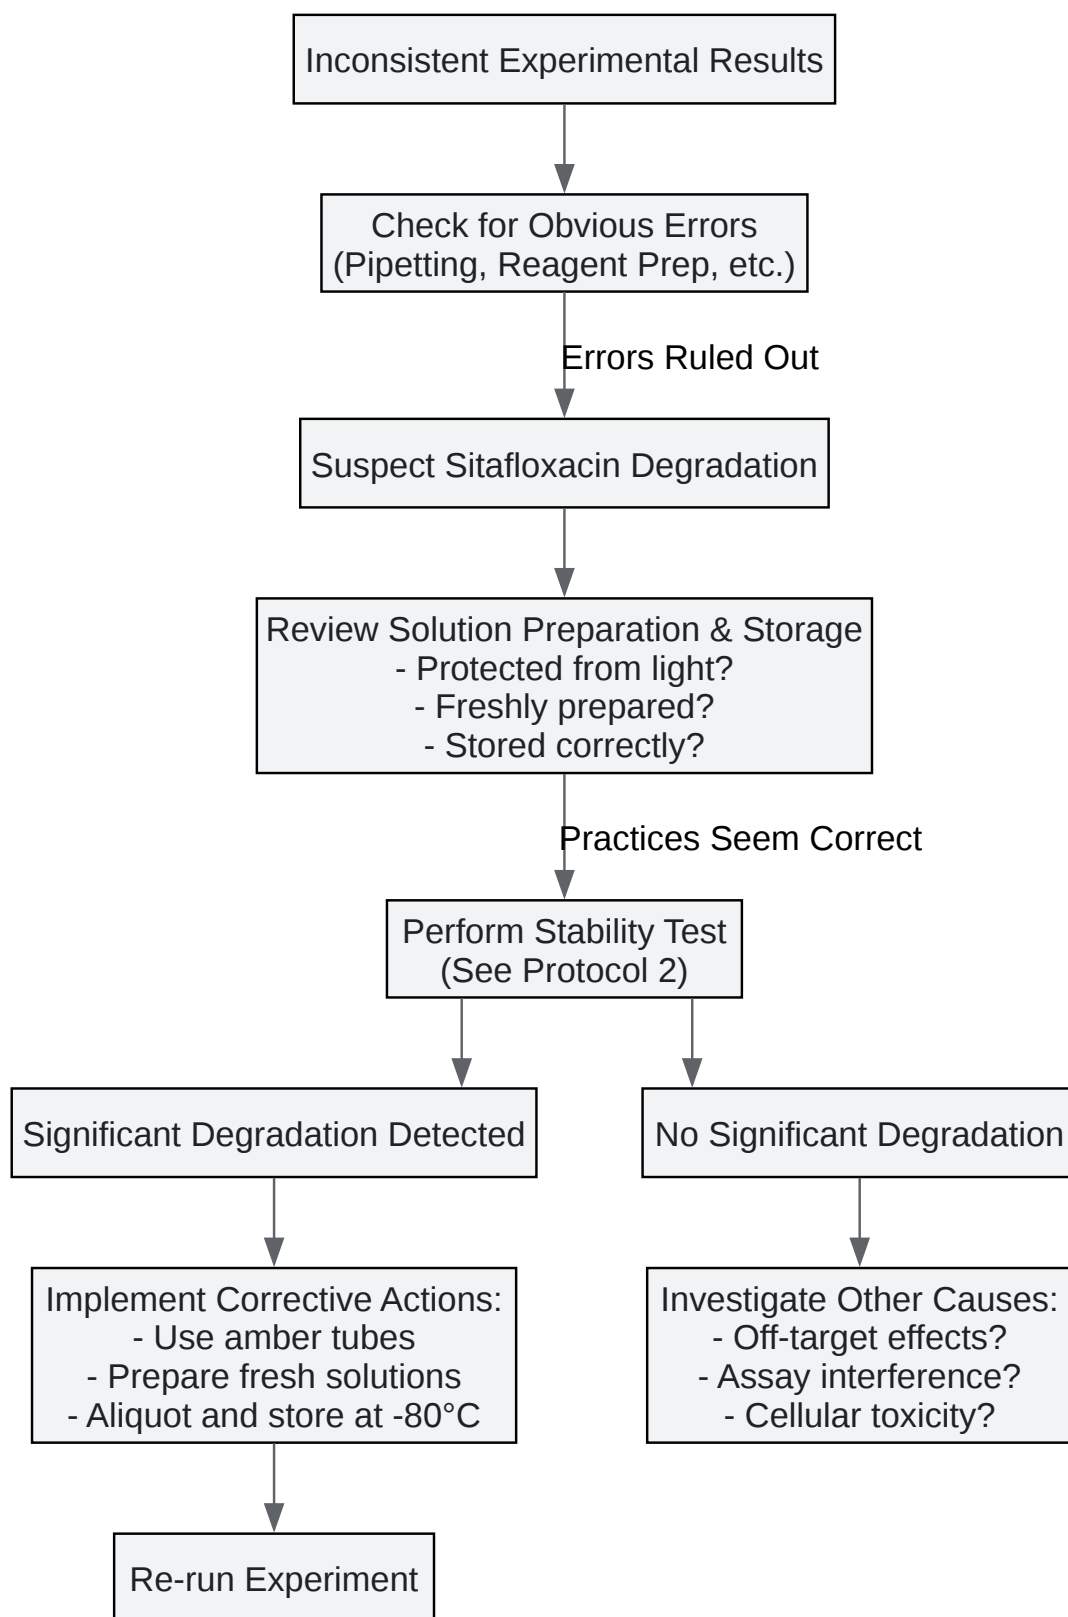 Inconsistent Experimental Results
Check for Obvious Errors
(Pipetting, Reagent Prep, etc.)
Errors Ruled Out
Suspect Sitafloxacin Degradation
Review Solution Preparation & Storage
- Protected from light?
- Freshly prepared?
- Stored correctly?
Practices Seem Correct
Perform Stability Test
(See Protocol 2)
Significant Degradation Detected
No Significant Degradation
Implement Corrective Actions:
- Use amber tubes
- Prepare fresh solutions
- Aliquot and store at -80°C
Investigate Other Causes:
- Off-target effects?
- Assay interference?
- Cellular toxicity?
Re-run Experiment